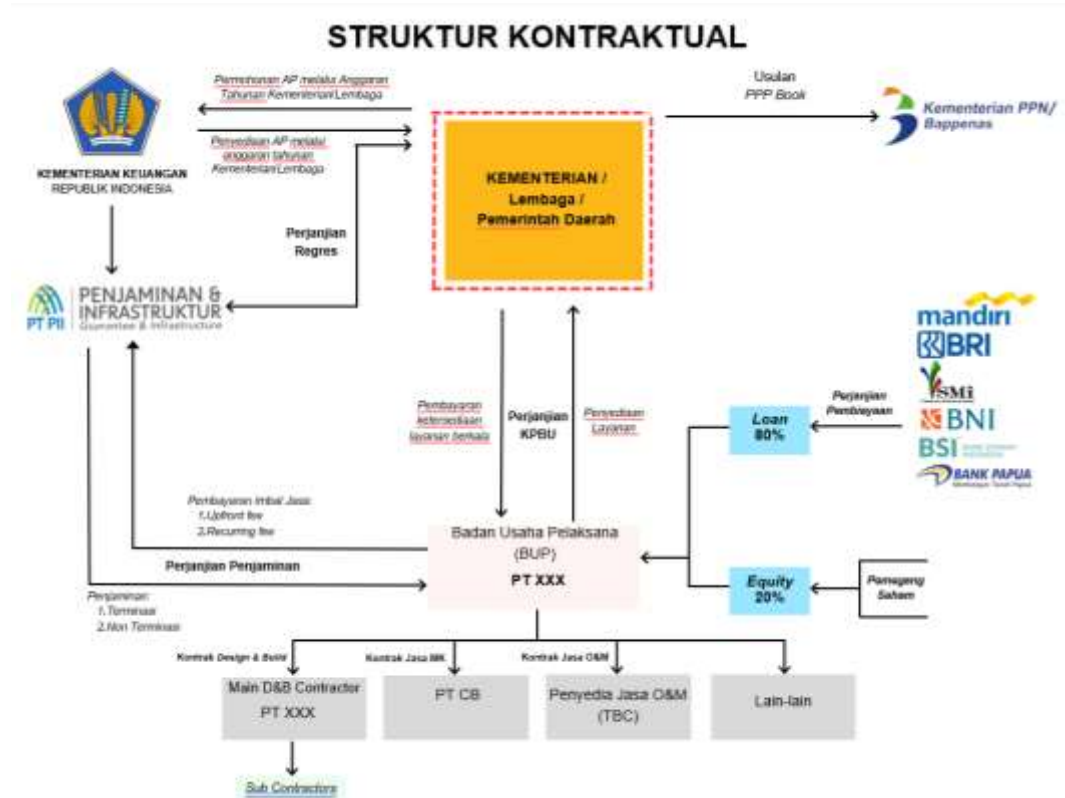 STRUKTUR KONTRAKTUAL
Permohonan AP melalui Anggaran
Tahunan Kementerian/Lembaga
Usulan
PPP Book
Kementerian PPN/
Bappenas
Penyediaan AP melalui
anggaran tahunan
Kementerian/Lembaga
KEMENTERIAN KEUANGAN
REPUBLIK INDONESIA
KEMENTERIAN /
Lembaga /
Pemerintah Daerah
Perjanjian
Regres
PT PII
PENJAMINAN &
INFRASTRUKTUR
Guarantee & Infrastructure
mandiri
BRI
SMi
BNI
BSI
BANK PAPUA
Perjanjian
Pembiayaan
Loan
80%
Pembayaran
ketersediaan
layanan berkala
Perjanjian
KPBU
Penyediaan
Layanan
Pembayaran Imbal Jasa:
1.Upfront fee
2.Recurring fee
Badan Usaha Pelaksana
(BUP)
PT XXX
Perjanjian Penjaminan
Penjaminan:
1.Terminasi
2.Non Terminasi
Equity
20%
Pemegang
Saham
Kontrak Design & Build
Kontrak Jasa MK
Kontrak Jasa O&M
Main D&B Contractor
PT XXX
PT CB
Penyedia Jasa O&M
(TBC)
Lain-lain
Sub Contractors